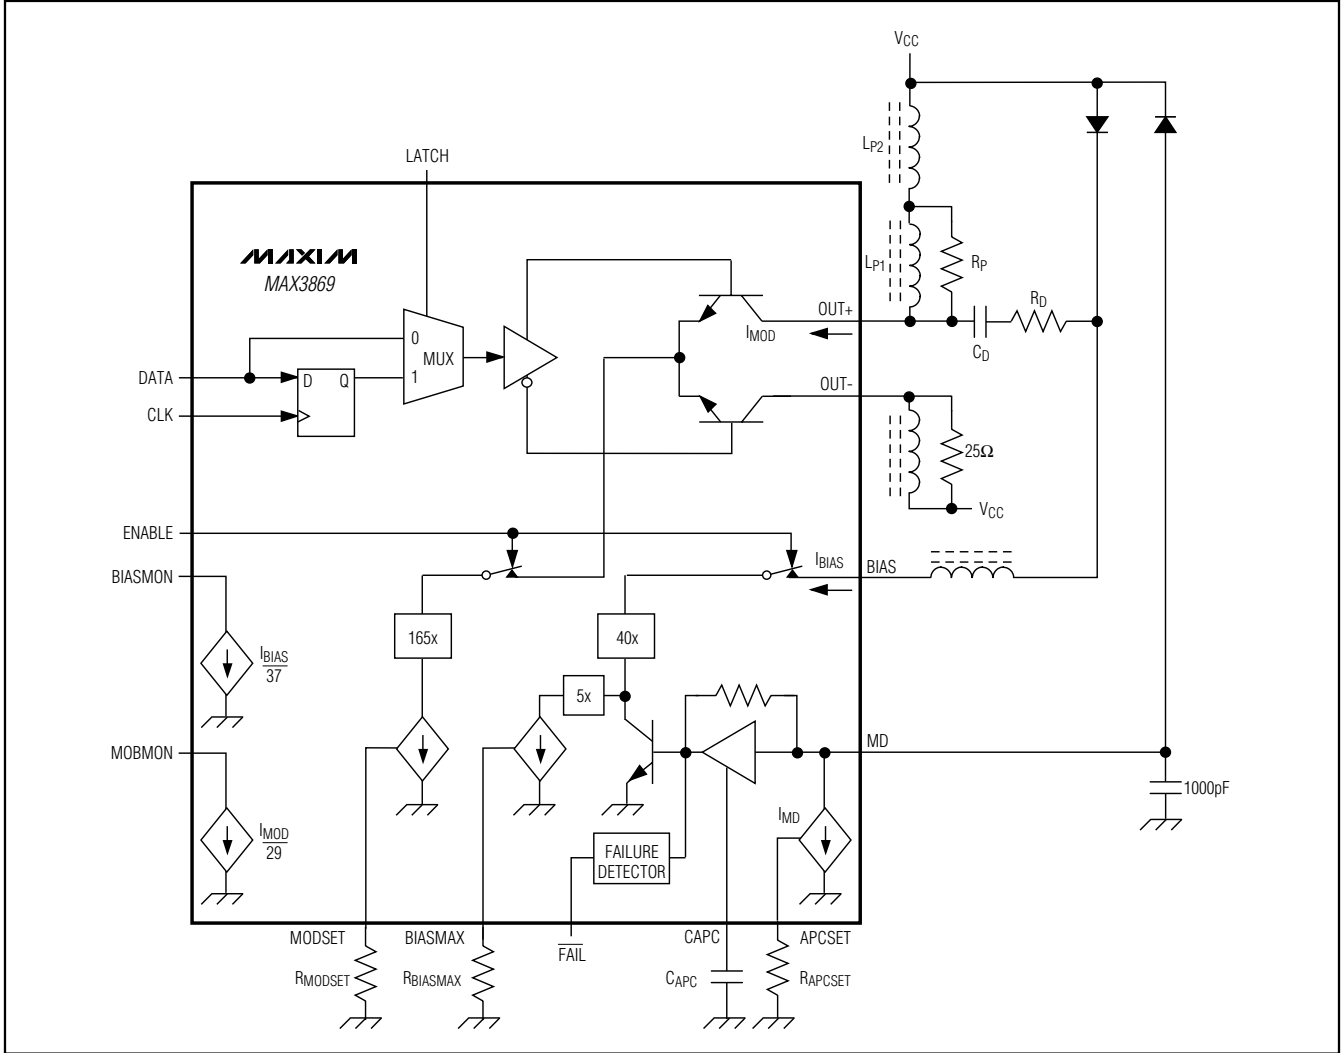 VCC
LP2
LATCH
MAXIM
MAX3869
LP1
RP
OUT+
RD
IMOD
CD
0
MUX
1
DATA
D Q
CLK
OUT-
25Ω
VCC
ENABLE
IBIAS
BIAS
BIASMON
165x
40x
IBIAS
37
5x
MOBMON
MD
1000pF
IMOD
29
IMD
FAILURE
DETECTOR
MODSET
BIASMAX
FAIL
CAPC
APCSET
RMODSET
RBIASMAX
CAPC
RAPCSET